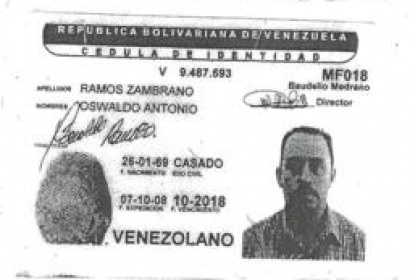 REPUBLICA BOLIVARIANA DE VENEZUELA
CEDULA DE IDENTIDAD
V 9.487.693
MF018
Baudelio Medrano
Director
APELLIDOS RAMOS ZAMBRANO
NOMBRES OSWALDO ANTONIO
26-01-69 CASADO
F. NACIMIENTO EDO CIVIL
07-10-08 10-2018
F. EXPEDICION F. VENCIMIENTO
VENEZOLANO